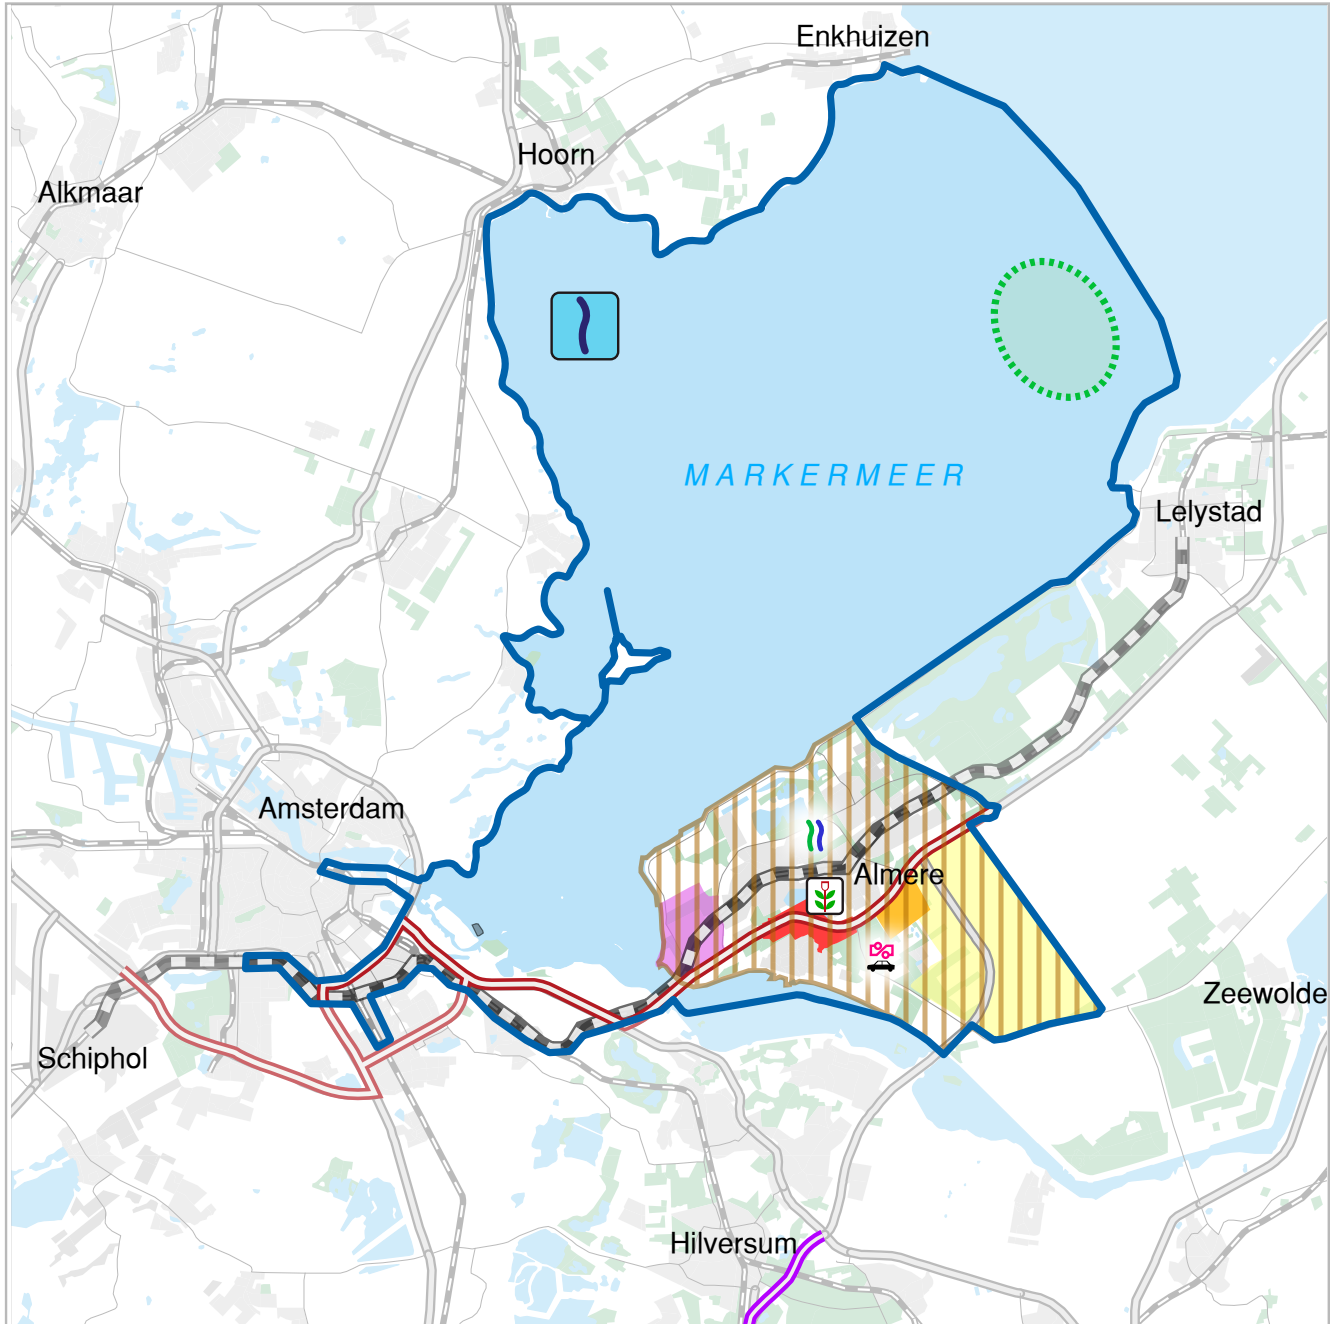 Enkhuizen
Hoorn
Alkmaar
MARKERMEER
Lelystad
Amsterdam
Almere
Zeewolde
Schiphol
Hilversum